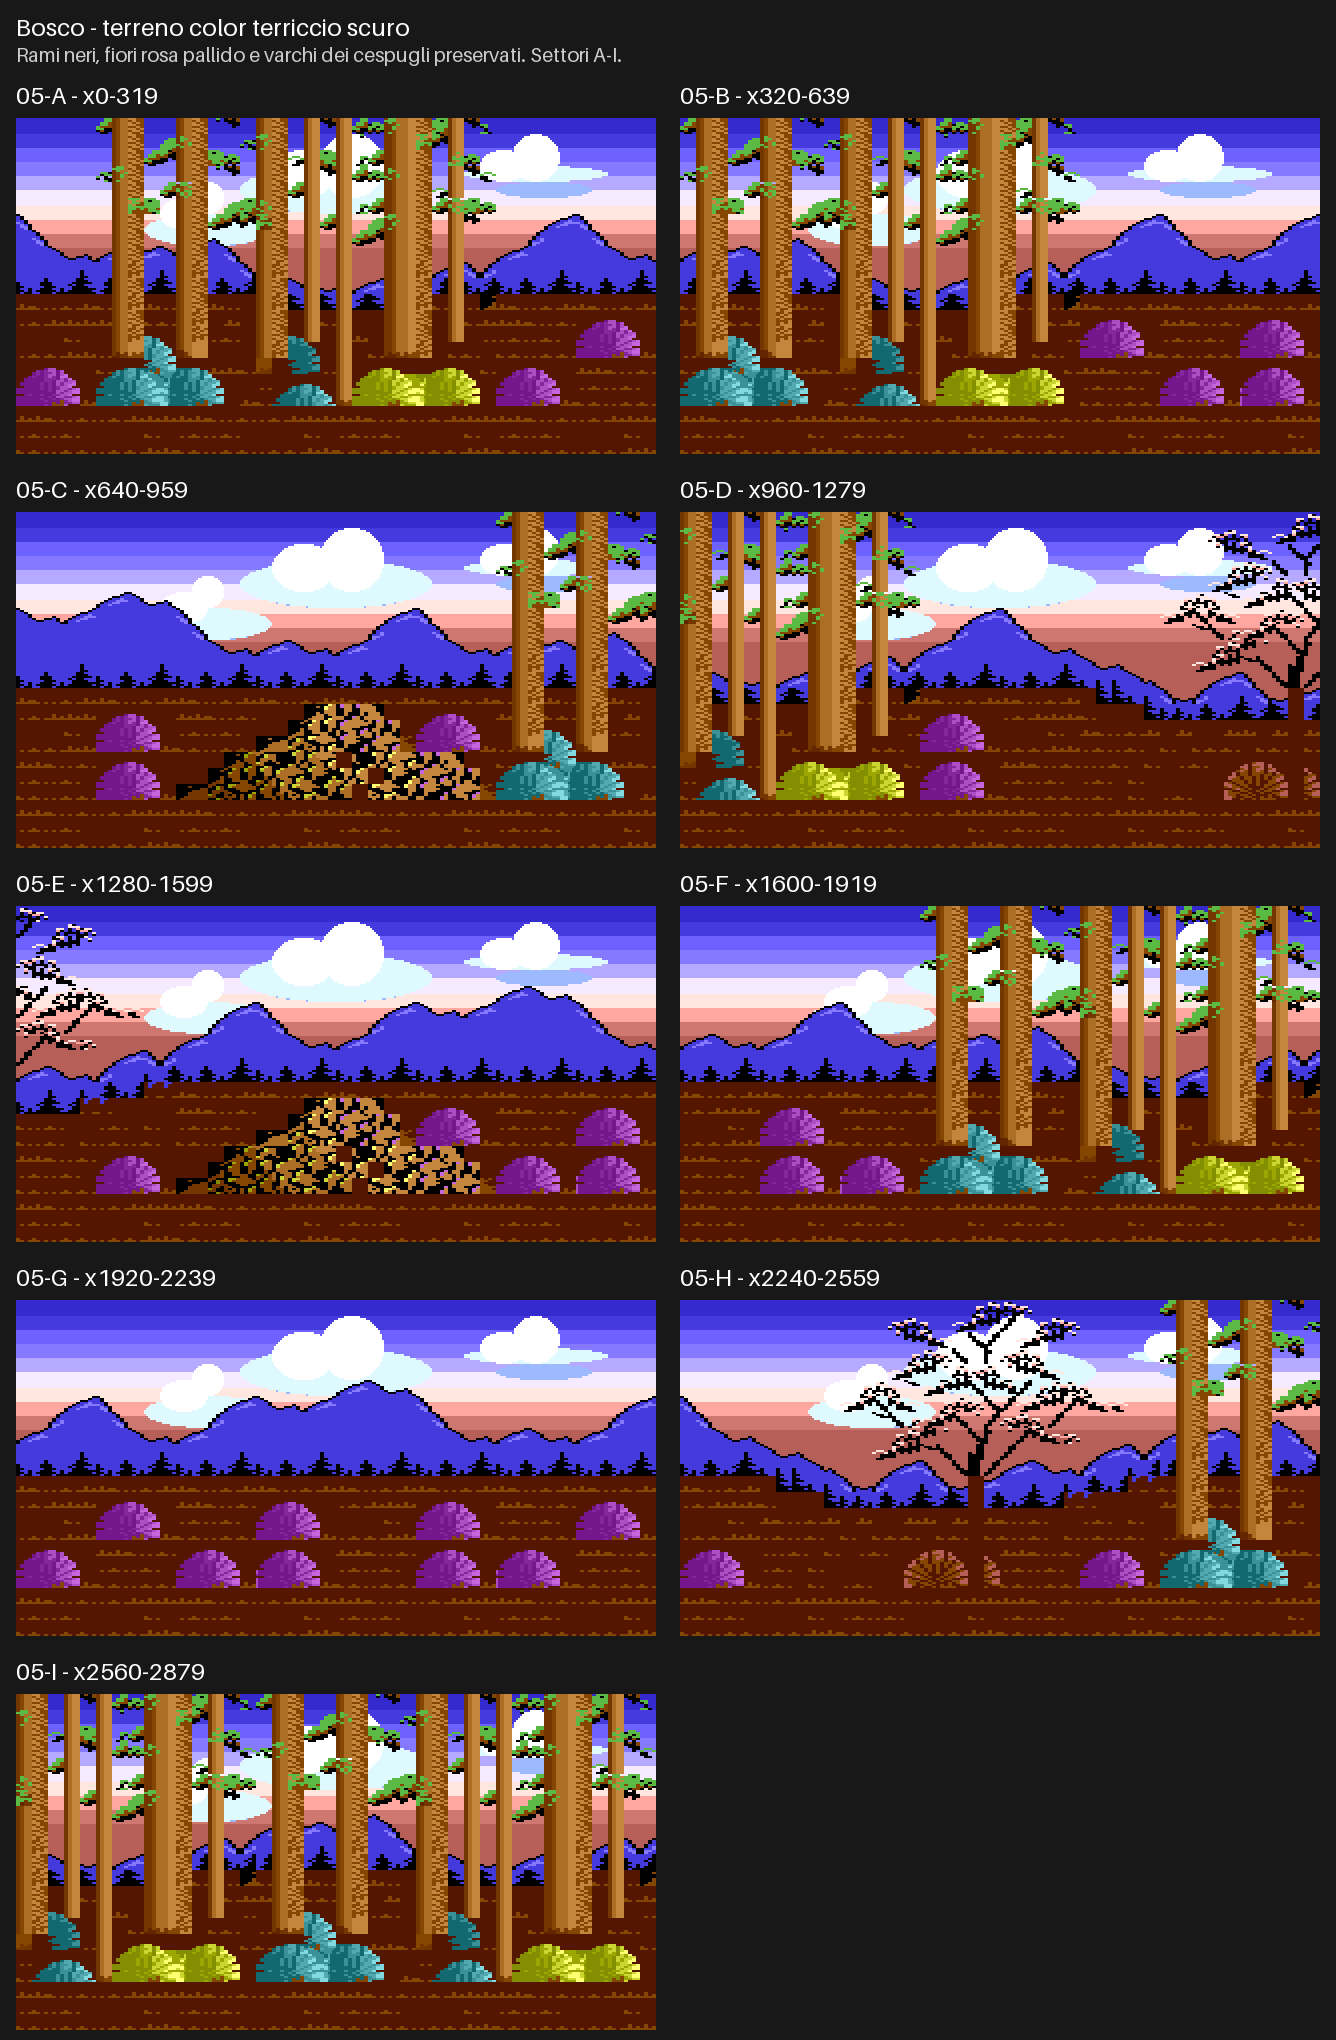 Bosco - terreno color terriccio scuro
Rami neri, fiori rosa pallido e varchi dei cespugli preservati. Settori A-I.
05-A - x0-319
05-B - x320-639
05-C - x640-959
05-D - x960-1279
05-E - x1280-1599
05-F - x1600-1919
05-G - x1920-2239
05-H - x2240-2559
05-I - x2560-2879